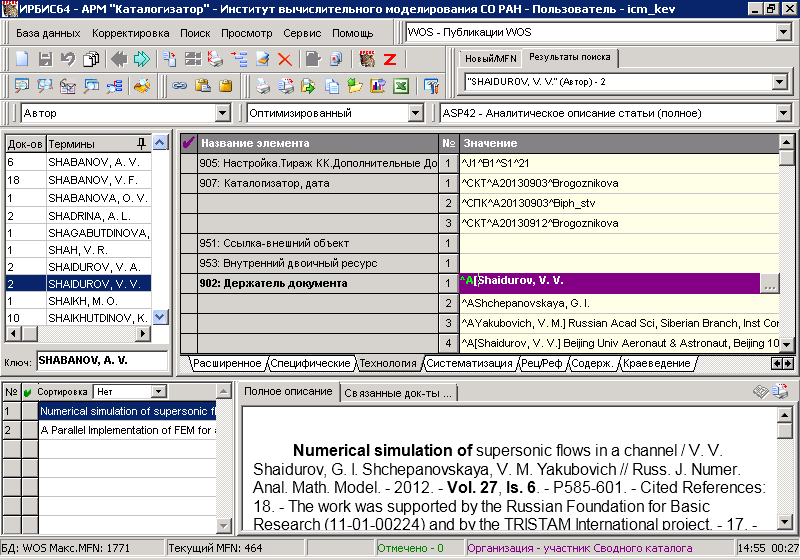 ИРБИС64 - АРМ "Каталогизатор" - Институт вычислительного моделирования СО РАН - Пользователь - icm_kev
База данных Корректировка Поиск Просмотр Сервис Помощь
WOS - Публикации WOS
Новый/MFN Результаты поиска
"SHAIDUROV, V. V." (Автор) - 2
Автор
Оптимизированный
ASP42 - Аналитическое описание статьи (полное)
Док-ов Термины
6 SHABANOV, A. V.
18 SHABANOV, V. F.
1 SHABANOVA, O. V.
2 SHADRINA, A. L.
1 SHAGABUTDINOVA,
1 SHAH, V. R.
2 SHAIDUROV, V. A.
2 SHAIDUROV, V. V.
1 SHAIKH, M. O.
10 SHAIKHUTDINOV, K.
Ключ: SHABANOV, A. V.
Название элемента № Значение
905: Настройка.Тираж КК.Дополнительные До 1 ^J1^B1^S1^21
907: Каталогизатор, дата 1 ^CКТ^A20130903^Brogoznikova
2 ^CПК^A20130903^Biph_stv
3 ^CКТ^A20130912^Brogoznikova
951: Ссылка-внешний объект 1
953: Внутренний двоичный ресурс 1
902: Держатель документа 1 ^A[Shaidurov, V. V. ...
2 ^AShchepanovskaya, G. I.
3 ^AYakubovich, V. M.] Russian Acad Sci, Siberian Branch, Inst Con
4 ^A[Shaidurov, V. V.] Beijing Univ Aeronaut & Astronaut, Beijing 10
Расширенное Специфические Технология Систематизация Рец/Реф Содерж. Краеведение
№ Сортировка Нет
1 Numerical simulation of supersonic fl
2 A Parallel Implementation of FEM for a
Полное описание Связанные док-ты ...
Numerical simulation of supersonic flows in a channel / V. V.
Shaidurov, G. I. Shchepanovskaya, V. M. Yakubovich // Russ. J. Numer.
Anal. Math. Model. - 2012. - Vol. 27, Is. 6. - P585-601. - Cited References:
18. - The work was supported by the Russian Foundation for Basic
Research (11-01-00224) and by the TRISTAM International project. - 17. -
БД: WOS Макс.MFN: 1771 Текущий MFN: 464 Отмечено - 0 Организация - участник Сводного каталога 14:55 00:27